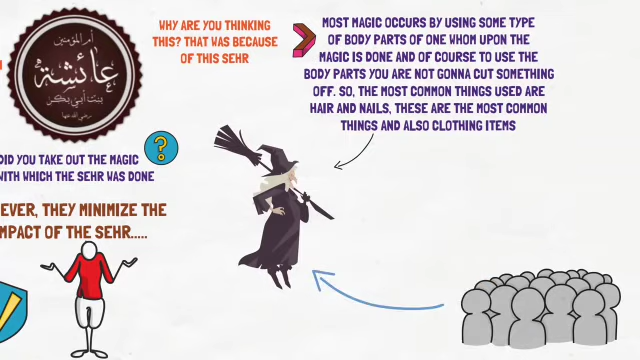 أم المؤمنين
عائشة
بنت أبي بكر
رضي الله عنها
WHY ARE YOU THINKING
THIS? THAT WAS BECAUSE
OF THIS SEHR
MOST MAGIC OCCURS BY USING SOME TYPE
OF BODY PARTS OF ONE WHOM UPON THE
MAGIC IS DONE AND OF COURSE TO USE THE
BODY PARTS YOU ARE NOT GONNA CUT SOMETHING
OFF. SO, THE MOST COMMON THINGS USED ARE
HAIR AND NAILS, THESE ARE THE MOST COMMON
THINGS AND ALSO CLOTHING ITEMS
?
DID YOU TAKE OUT THE MAGIC
WITH WHICH THE SEHR WAS DONE
EVER, THEY MINIMIZE THE
MPACT OF THE SEHR.....